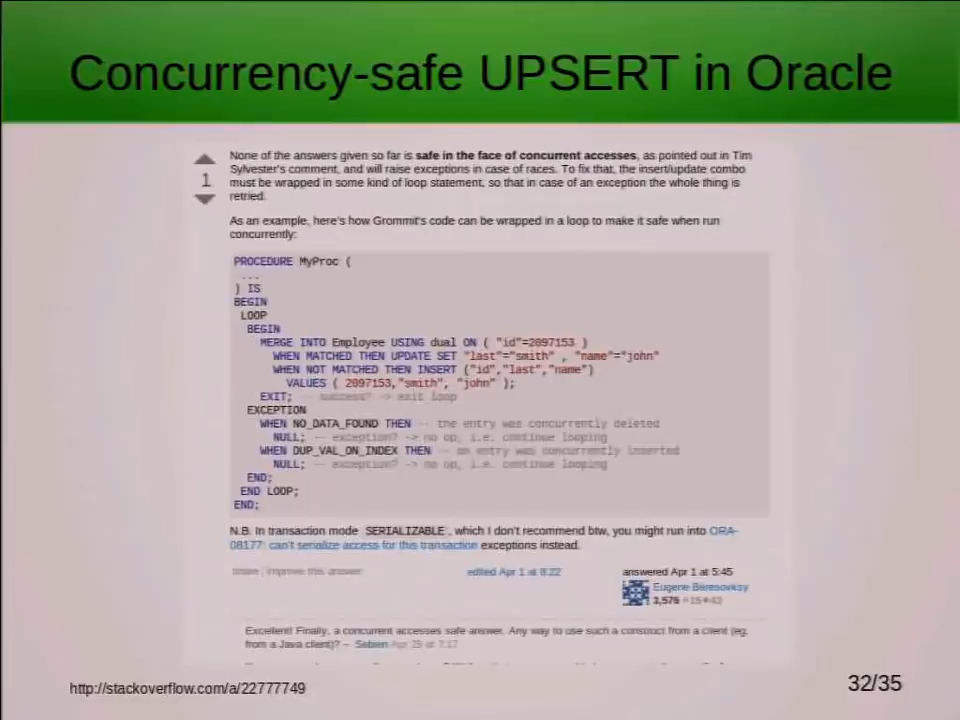 Concurrency-safe UPSERT in Oracle
None of the answers given so far is safe in the face of concurrent accesses, as pointed out in Tim
Sylvester's comment, and will raise exceptions in case of races. To fix that, the insert/update combo
1
must be wrapped in some kind of loop statement, so that in case of an exception the whole thing is
retried.
As an example, here's how Grommit's code can be wrapped in a loop to make it safe when run
concurrently:
PROCEDURE MyProc (
...
) IS
BEGIN
LOOP
BEGIN
MERGE INTO Employee USING dual ON ( "id"=2097153 )
WHEN MATCHED THEN UPDATE SET "last"="smith" , "name"="john"
WHEN NOT MATCHED THEN INSERT ("id","last","name")
VALUES ( 2097153,"smith", "john" );
EXIT; -- success? -> exit loop
EXCEPTION
WHEN NO_DATA_FOUND THEN -- the entry was concurrently deleted
NULL; -- exception? -> no op, i.e. continue looping
WHEN DUP_VAL_ON_INDEX THEN -- an entry was concurrently inserted
NULL; -- exception? -> no op, i.e. continue looping
END;
END LOOP;
END;
N.B. In transaction mode SERIALIZABLE, which I don't recommend btw, you might run into ORA-
08177: can't serialize access for this transaction exceptions instead.
share improve this answer
edited Apr 1 at 8:22
answered Apr 1 at 5:45
Eugene Beresovksy
3,576
Excellent! Finally, a concurrent accesses safe answer. Any way to use such a construct from a client (eg.
from a Java client)? – Sebien Apr 29 at 7:17
http://stackoverflow.com/a/22777749
32/35